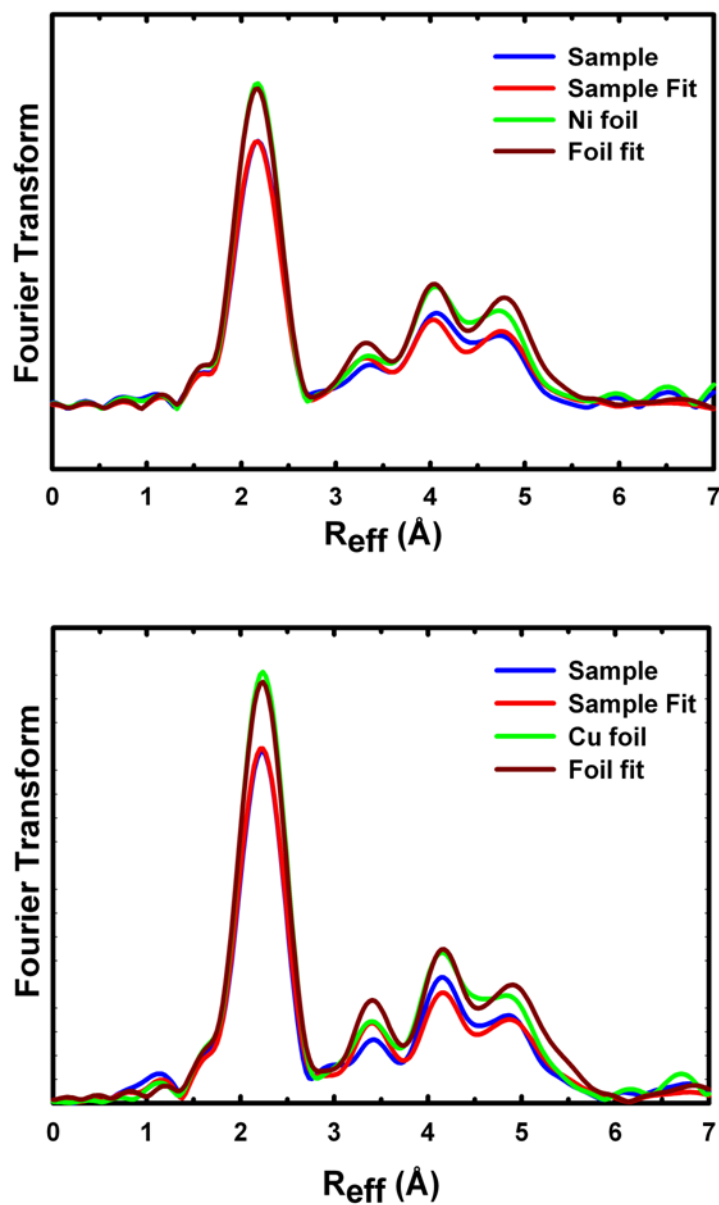 Fourier Transform
Sample
Sample Fit
Ni foil
Foil fit
0 1 2 3 4 5 6 7
Reff (Å)
Fourier Transform
Sample
Sample Fit
Cu foil
Foil fit
0 1 2 3 4 5 6 7
Reff (Å)